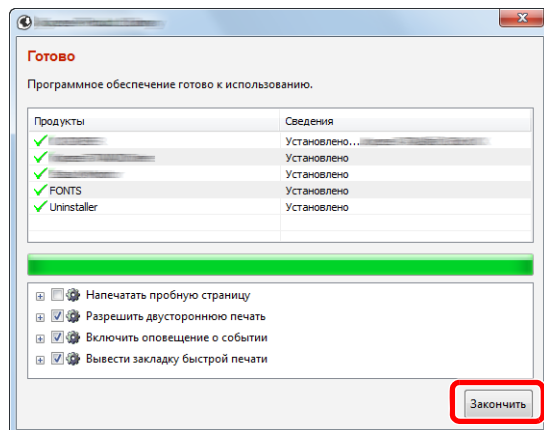 Готово
Программное обеспечение готово к использованию.
Продукты Сведения
Установлено...
Установлено
Установлено
FONTS Установлено
Uninstaller Установлено
Напечатать пробную страницу
Разрешить двустороннюю печать
Включить оповещение о событии
Вывести закладку быстрой печати
Закончить